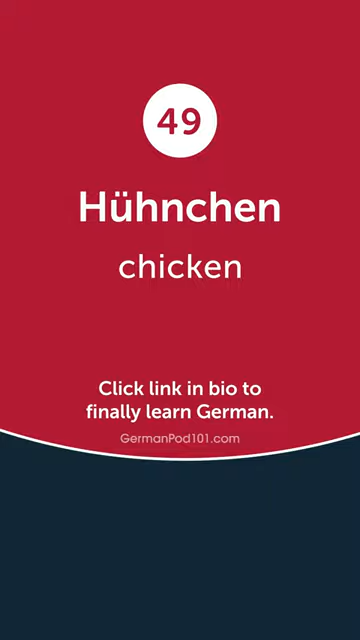 49
Hühnchen
chicken
Click link in bio to
finally learn German.
GermanPod101.com